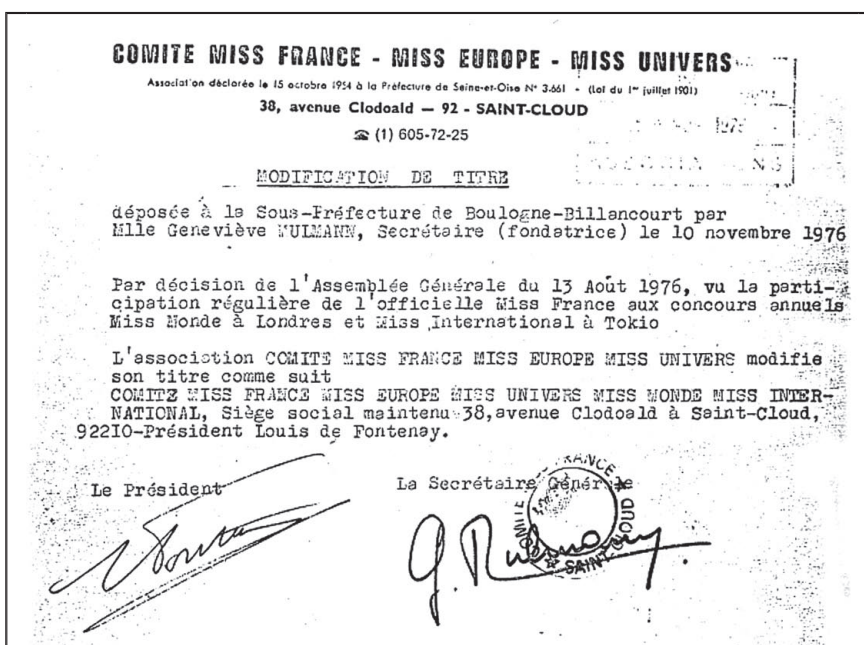 COMITE MISS FRANCE - MISS EUROPE - MISS UNIVERS
Association déclarée le 15 octobre 1954 à la Préfecture de Seine-et-Oise N° 3.661 - (Loi du 1er juillet 1901)
38, avenue Clodoald — 92 - SAINT-CLOUD
☎ (1) 605-72-25
MODIFICATION DE TITRE
déposée à la Sous-Préfecture de Boulogne-Billancourt par
Mlle Geneviève, Secrétaire (fondatrice) le 10 novembre 1976
Par décision de l'Assemblée Générale du 13 Août 1976, vu la parti-
cipation régulière de l'officielle Miss France aux concours annuels
Miss Monde à Londres et Miss International à Tokio
L'association COMITE MISS FRANCE MISS EUROPE MISS UNIVERS modifie
son titre comme suit
COMITE MISS FRANCE MISS EUROPE MISS UNIVERS MISS MONDE MISS INTER-
NATIONAL, Siège social maintenu 38,avenue Clodoald à Saint-Cloud,
922IO-Président Louis de Fontenay.
Le Président
La Secrétaire Générale
COMITE MISS FRANCE
SAINT-CLOUD